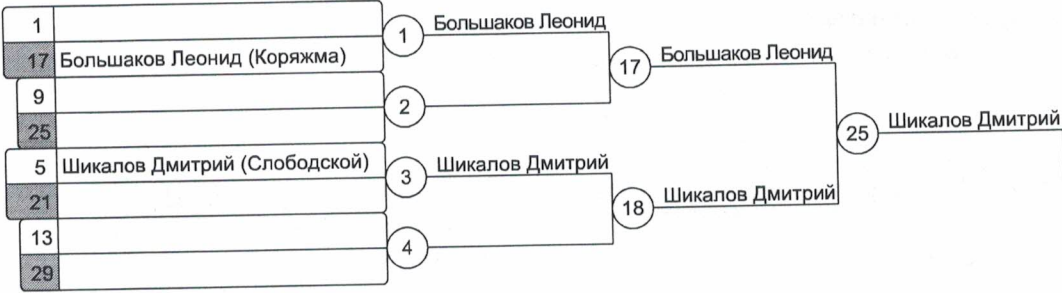 1
17 Большаков Леонид (Коряжма)
9
25
5 Шикалов Дмитрий (Слободской)
21
13
29
1 Большаков Леонид
2
3 Шикалов Дмитрий
4
17 Большаков Леонид
18 Шикалов Дмитрий
25 Шикалов Дмитрий